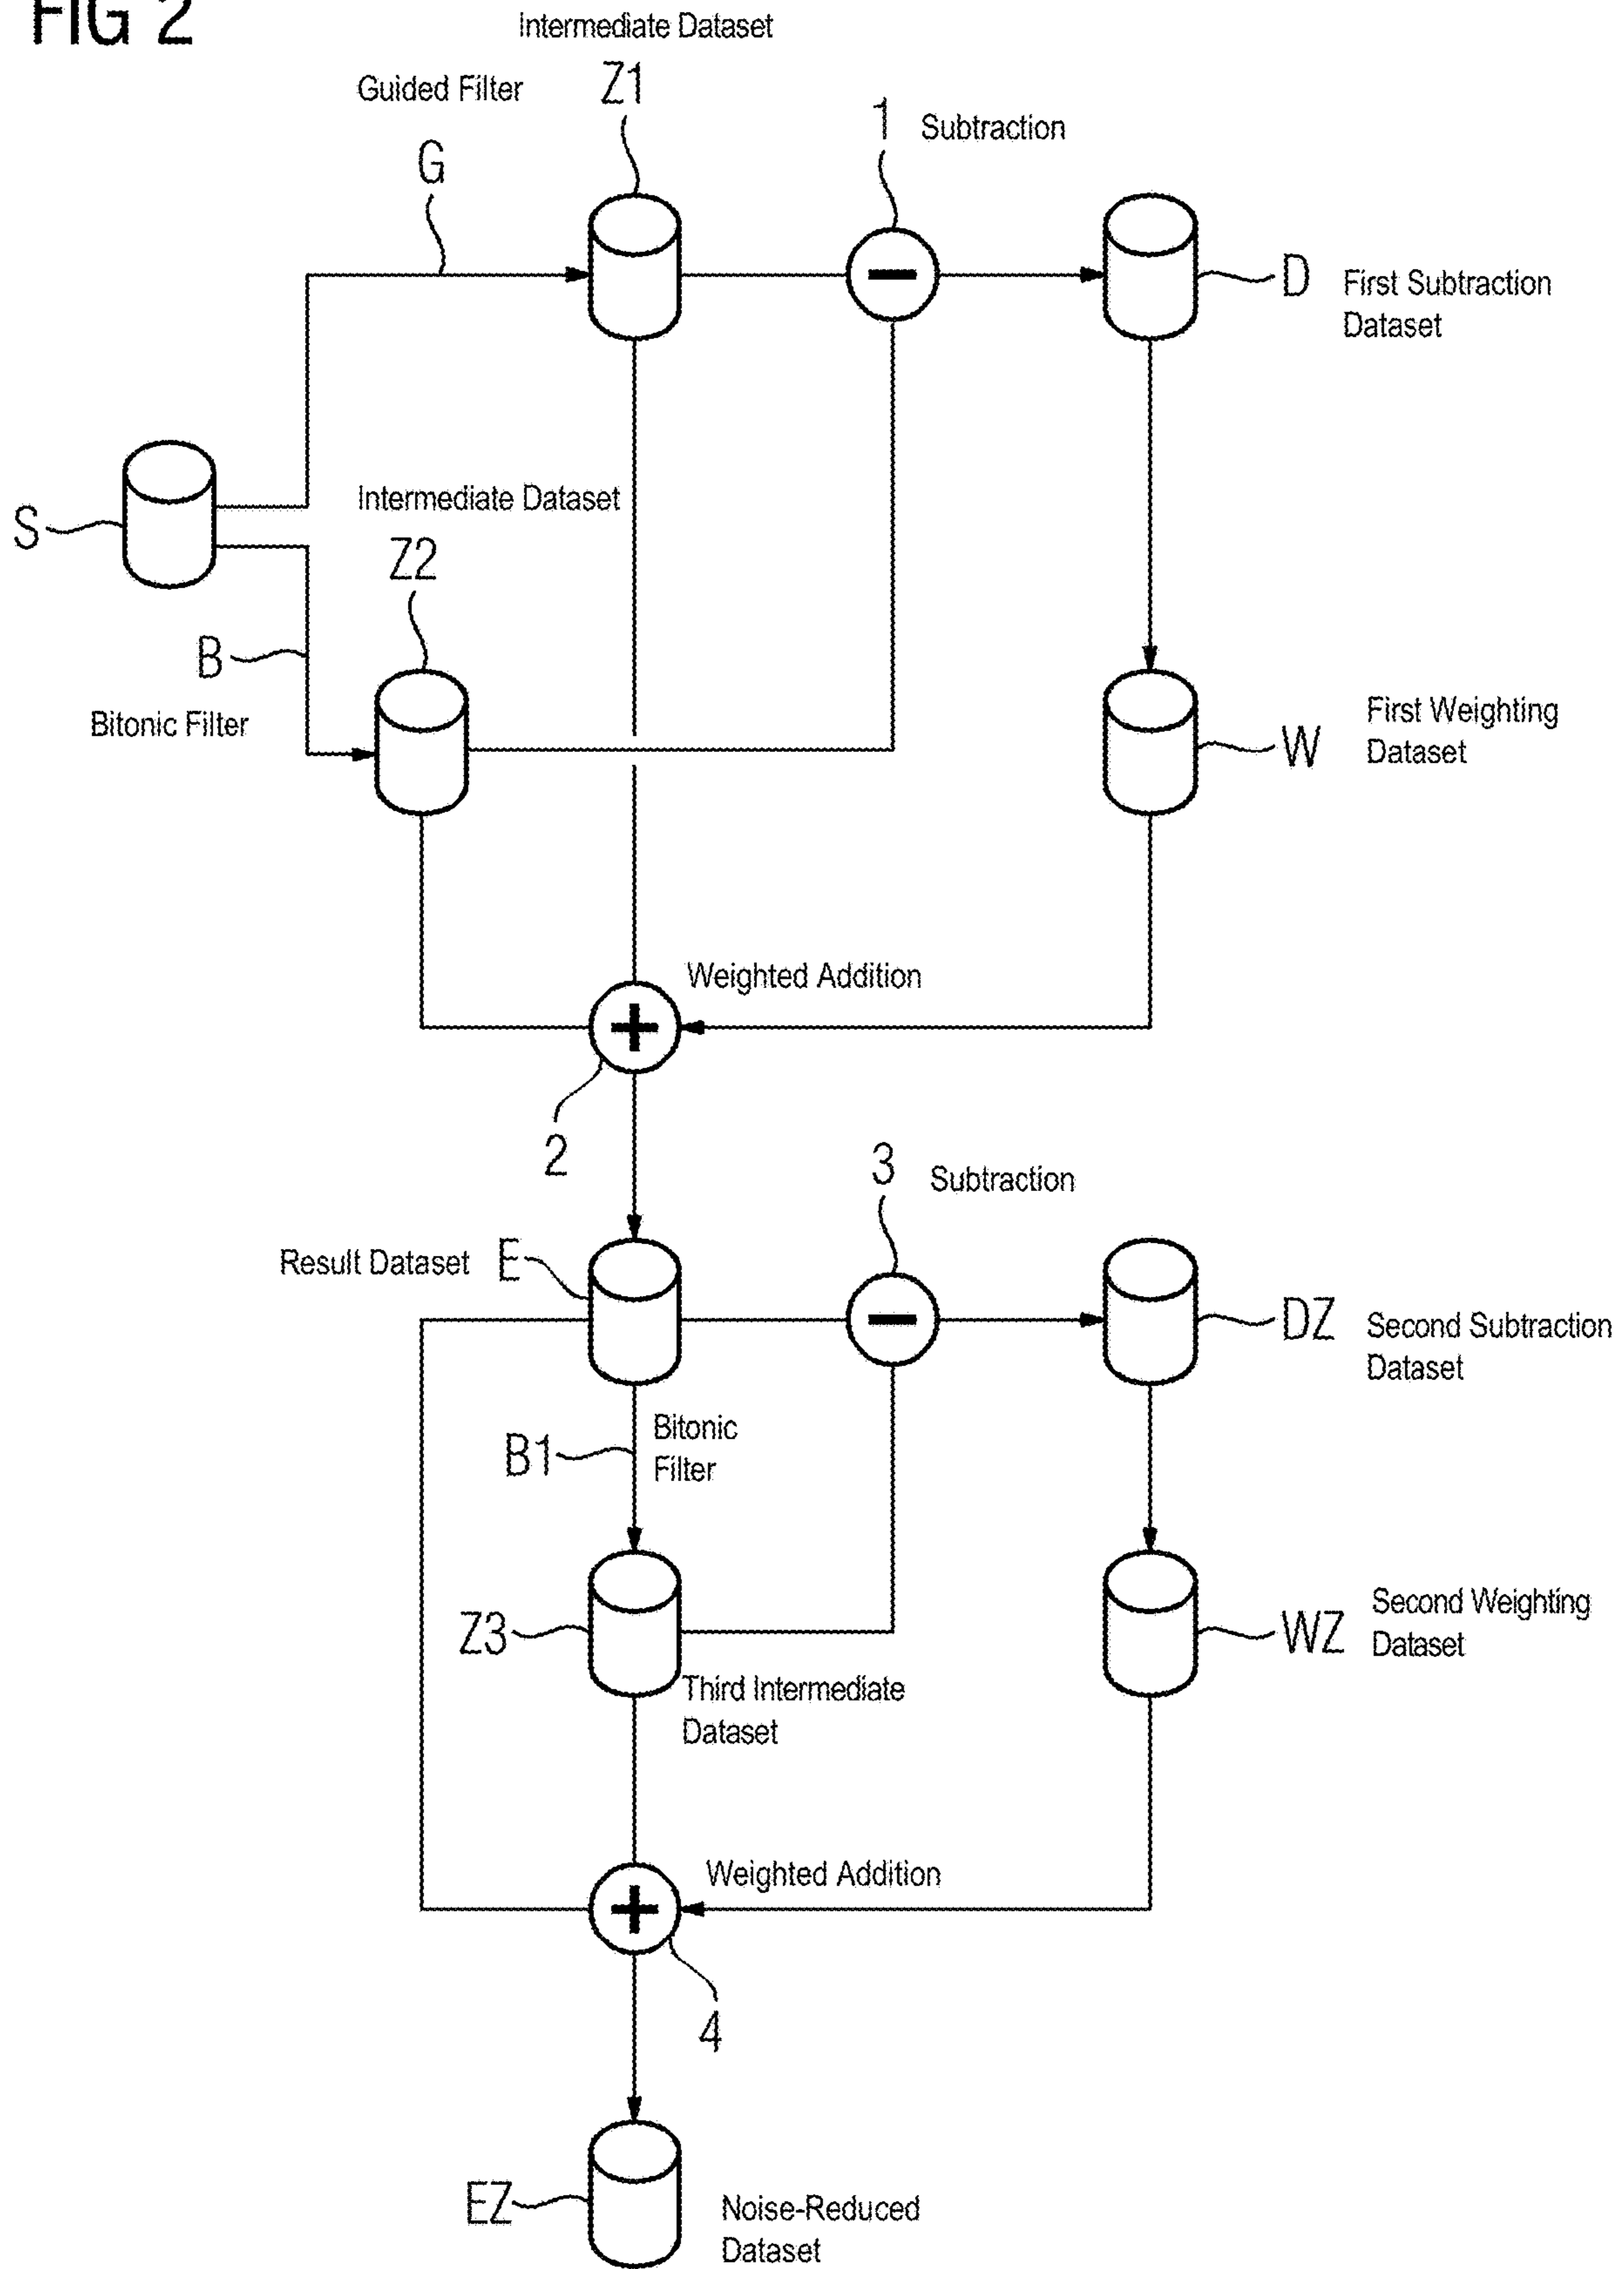 FIG 2
Intermediate Dataset
Guided Filter
Z1
1
Subtraction
G
D
First Subtraction
Dataset
Intermediate Dataset
S
Z2
B
Bitonic Filter
First Weighting
W
Dataset
Weighted Addition
2
3
Subtraction
Result Dataset
E
DZ
Second Subtraction
Dataset
Bitonic
B1
Filter
Second Weighting
Z3
WZ
Dataset
Third Intermediate
Dataset
Weighted Addition
4
EZ
Noise-Reduced
Dataset